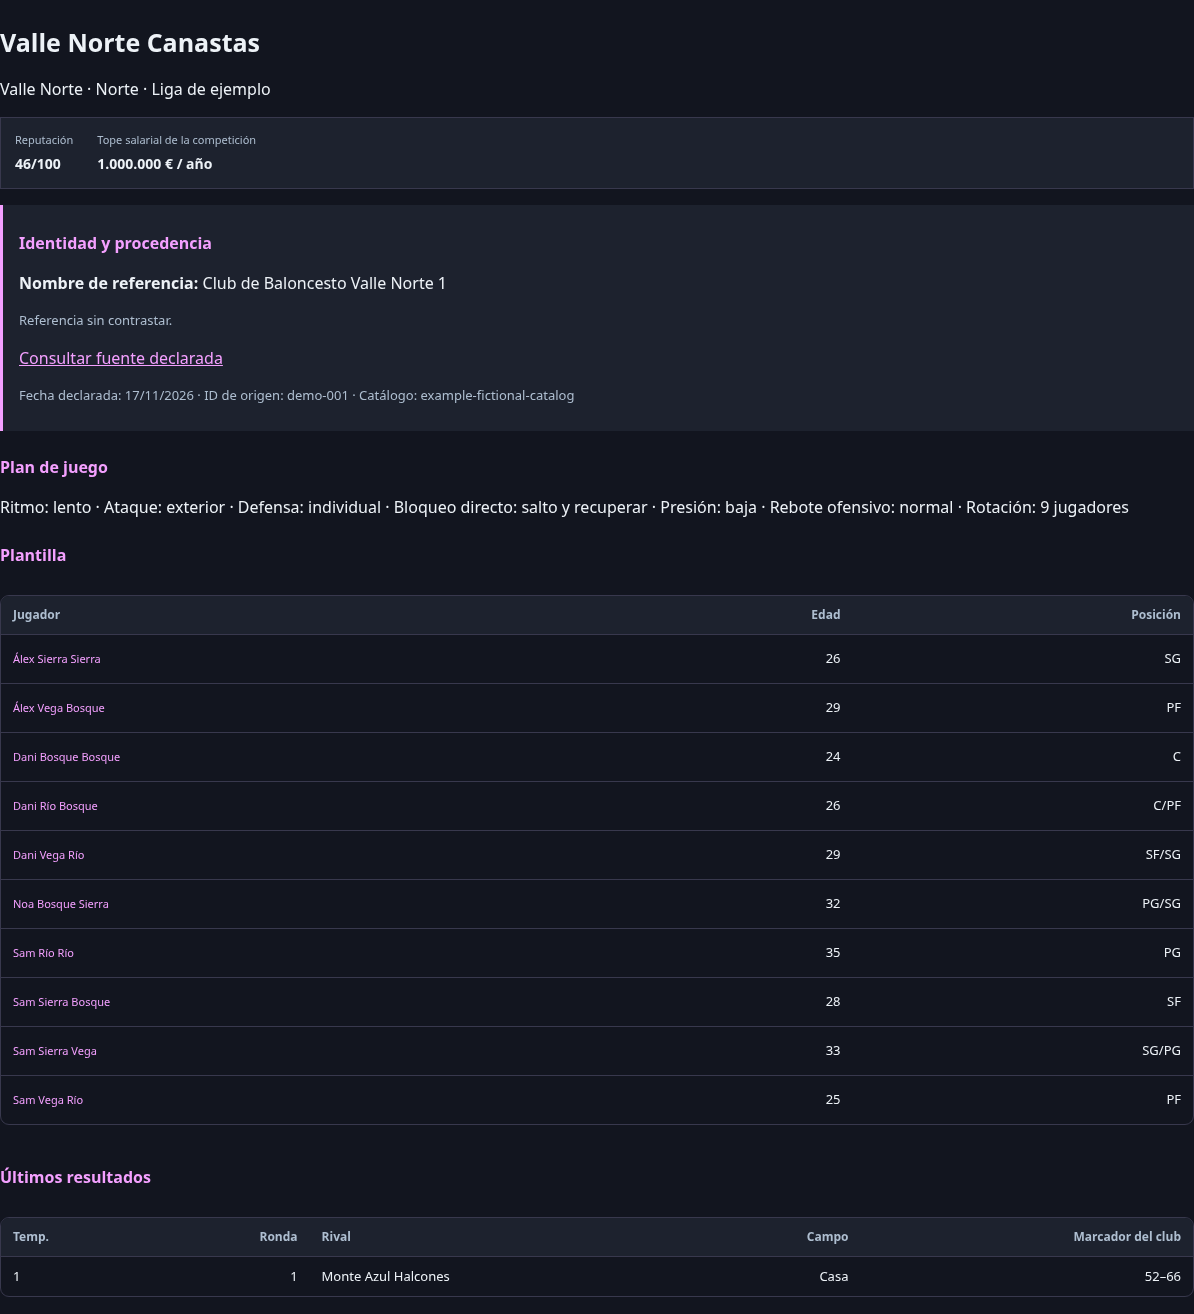 Valle Norte Canastas
Valle Norte · Norte · Liga de ejemplo
Reputación Tope salarial de la competición
46/100 1.000.000 € / año
Identidad y procedencia
Nombre de referencia: Club de Baloncesto Valle Norte 1
Referencia sin contrastar.
Consultar fuente declarada
Fecha declarada: 17/11/2026 · ID de origen: demo-001 · Catálogo: example-fictional-catalog
Plan de juego
Ritmo: lento · Ataque: exterior · Defensa: individual · Bloqueo directo: salto y recuperar · Presión: baja · Rebote ofensivo: normal · Rotación: 9 jugadores
Plantilla
Jugador Edad Posición
Álex Sierra Sierra 26 SG
Álex Vega Bosque 29 PF
Dani Bosque Bosque 24 C
Dani Río Bosque 26 C/PF
Dani Vega Río 29 SF/SG
Noa Bosque Sierra 32 PG/SG
Sam Río Río 35 PG
Sam Sierra Bosque 28 SF
Sam Sierra Vega 33 SG/PG
Sam Vega Río 25 PF
Últimos resultados
Temp. Ronda Rival Campo Marcador del club
1 1 Monte Azul Halcones Casa 52–66